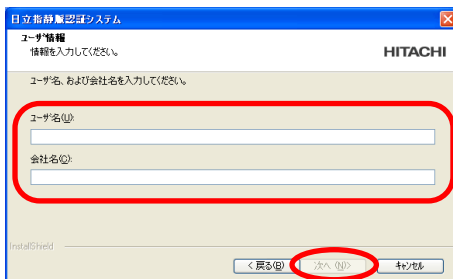 日立指静脈認証システム
ユーザ情報
情報を入力してください。
HITACHI
ユーザ名、および会社名を入力してください。
ユーザ名(U):
会社名(C):
InstallShield
< 戻る(B)
次へ (N)>
キャンセル